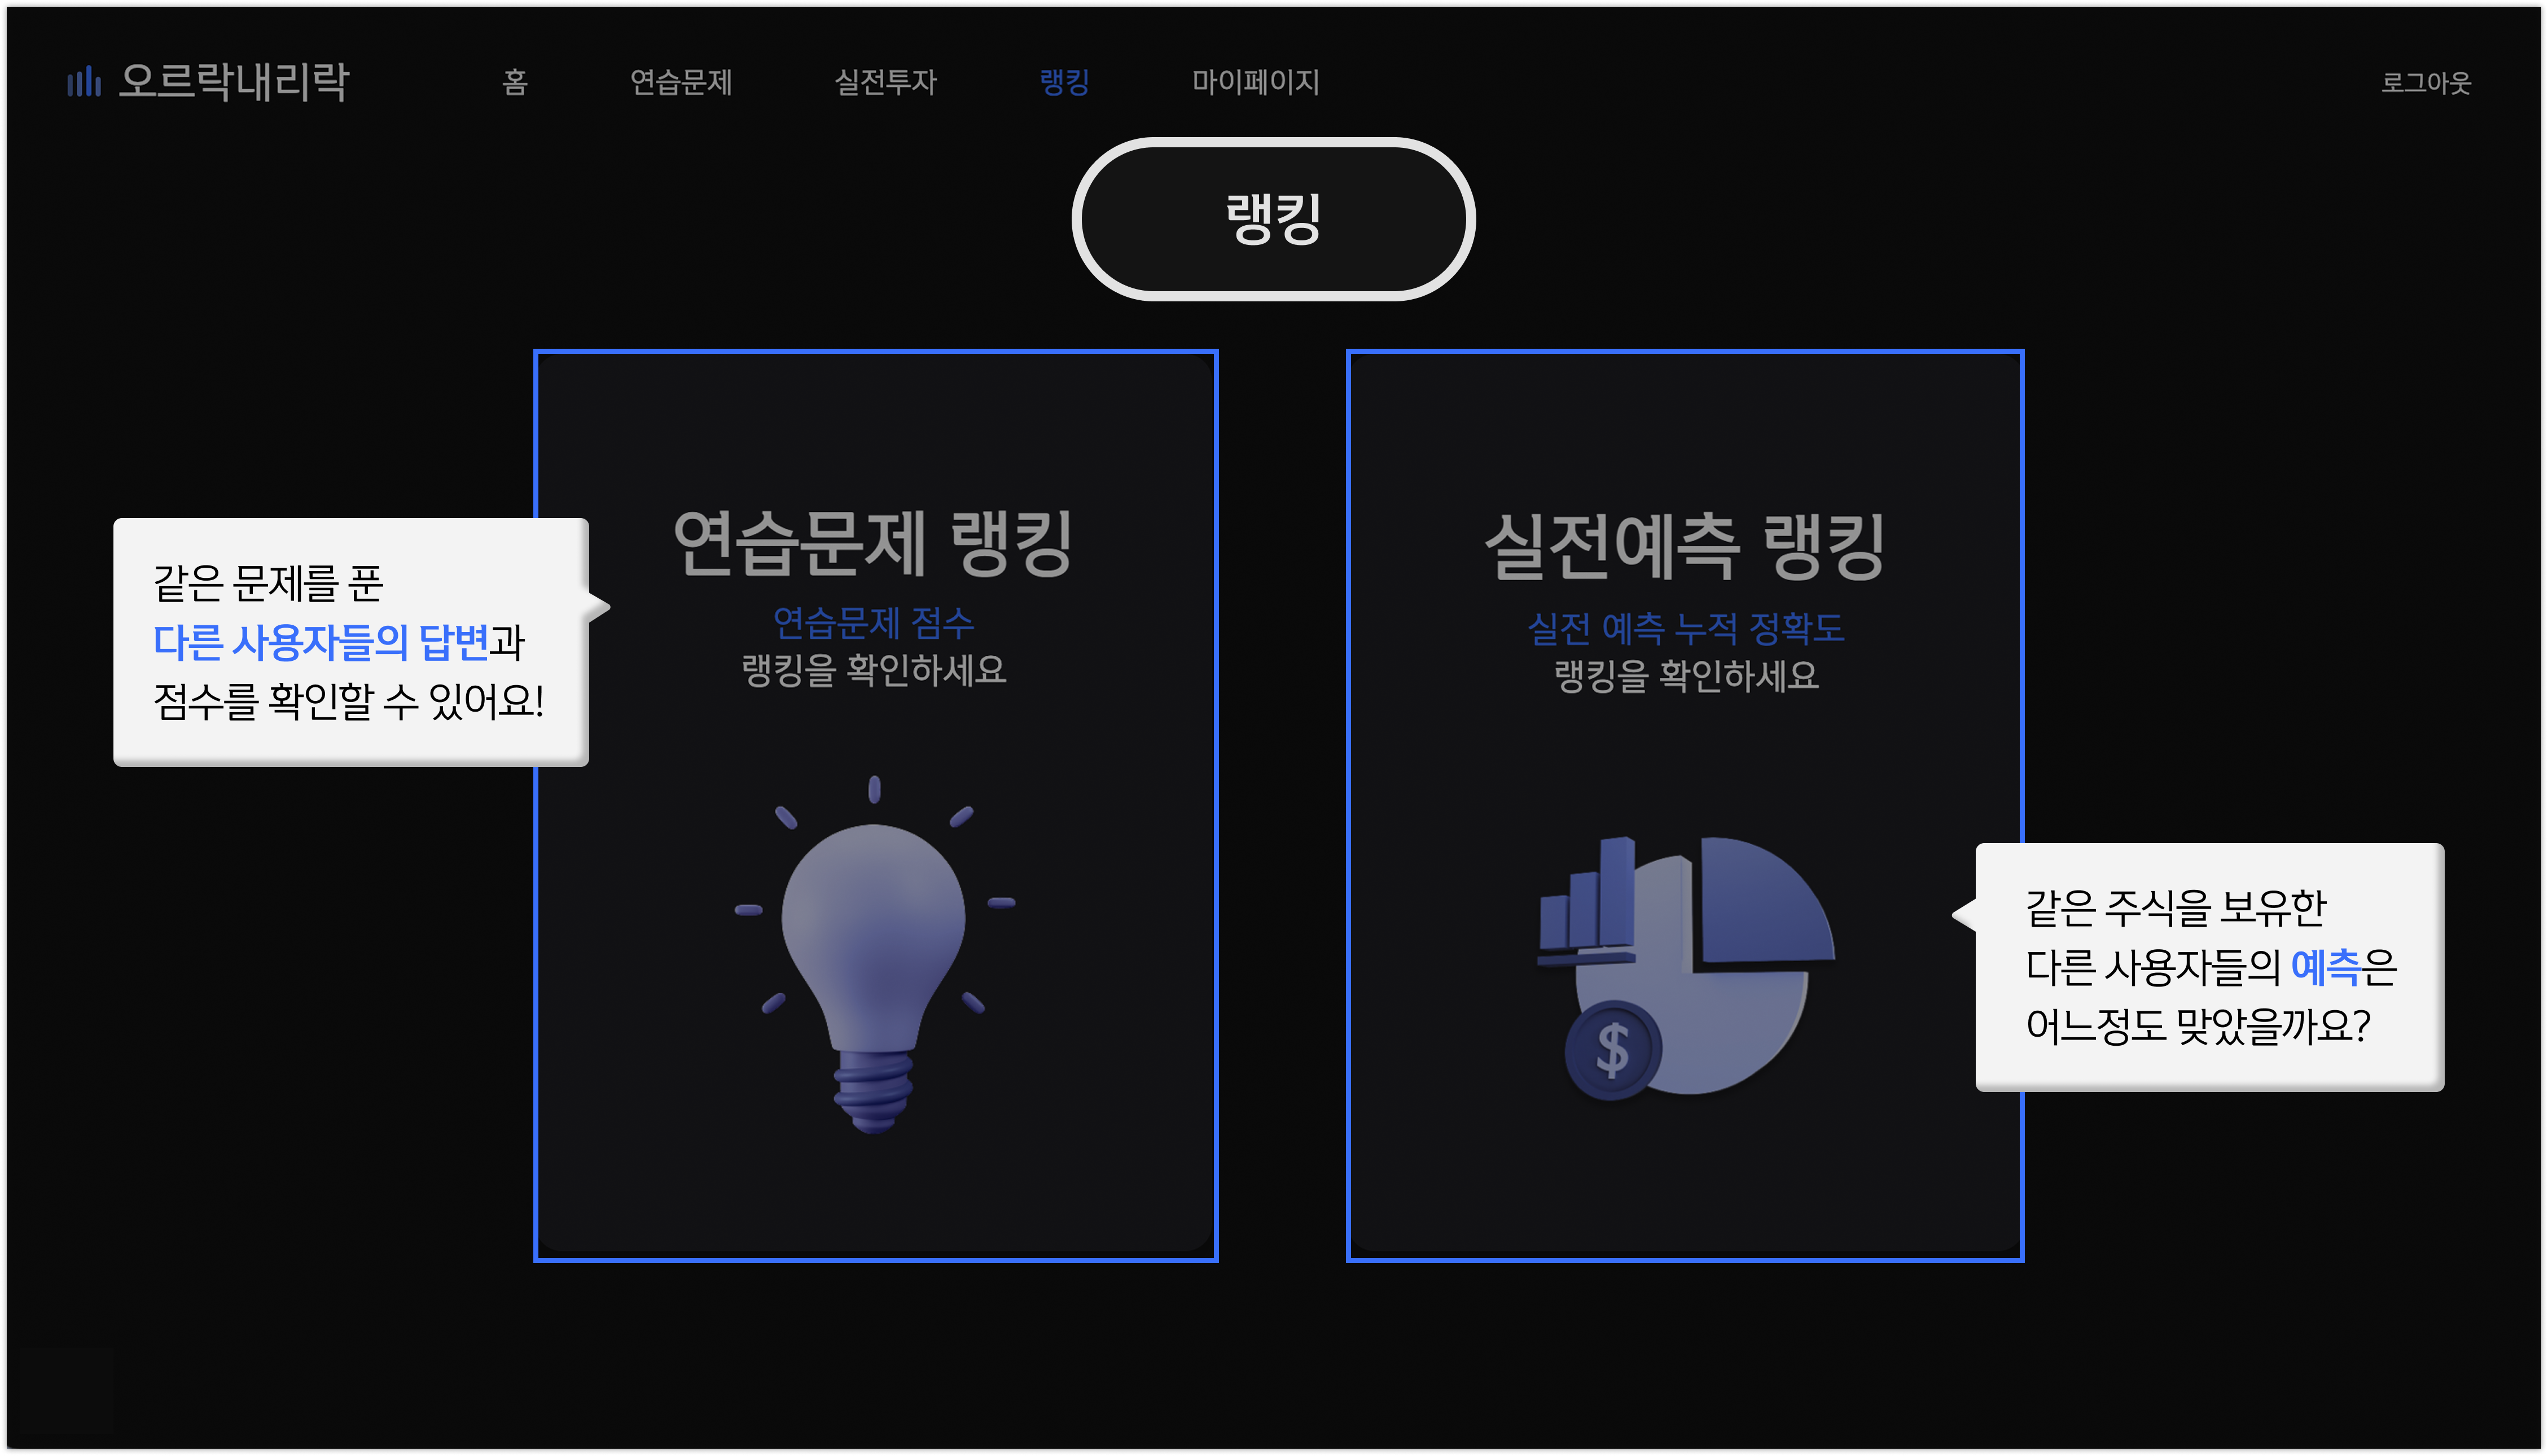 오르락내리락
홈
연습문제
실전투자
랭킹
마이페이지
로그아웃
랭킹
연습문제 랭킹
연습문제 점수
랭킹을 확인하세요
같은 문제를 푼
다른 사용자들의 답변과
점수를 확인할 수 있어요!
실전예측 랭킹
실전 예측 누적 정확도
랭킹을 확인하세요
$
같은 주식을 보유한
다른 사용자들의 예측은
어느정도 맞았을까요?